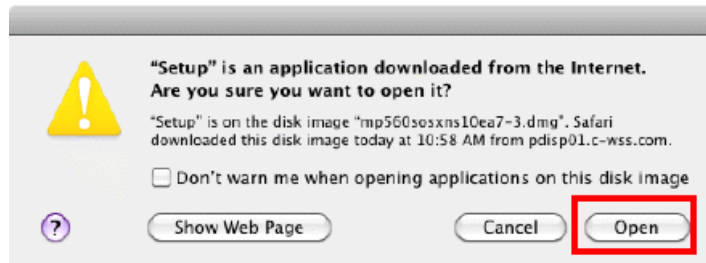 “Setup” is an application downloaded from the Internet.
Are you sure you want to open it?
“Setup” is on the disk image “mp560sosxns10ea7-3.dmg”. Safari
downloaded this disk image today at 10:58 AM from pdisp01.c-wss.com.
Don't warn me when opening applications on this disk image
? Show Web Page Cancel Open